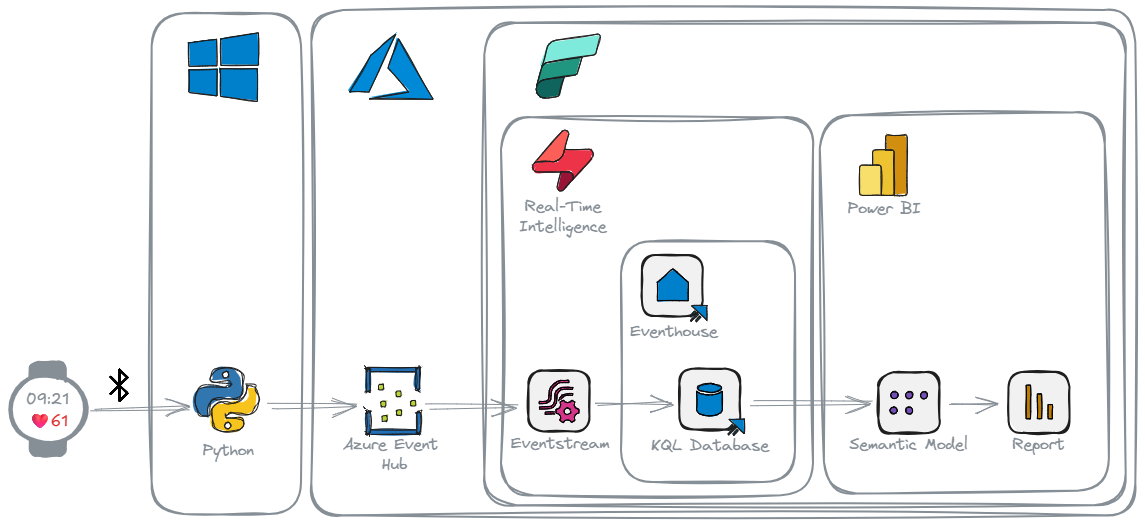 Real-Time
Intelligence
Power BI
Eventhouse
09:21
61
Python
Azure Event
Hub
Eventstream
KQL Database
Semantic Model
Report